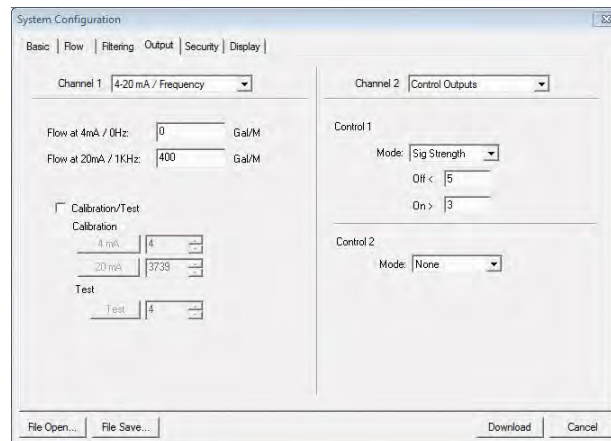 System Configuration
Basic Flow Filtering Output Security Display
Channel 1 4-20 mA / Frequency
Flow at 4mA / 0Hz: 0 Gal/M
Flow at 20mA / 1KHz: 400 Gal/M
Calibration/Test
Calibration
4 mA 4
20 mA 3739
Test
Test 4
Channel 2 Control Outputs
Control 1
Mode: Sig Strength
Off < 5
On > 3
Control 2
Mode: None
File Open... File Save... Download Cancel